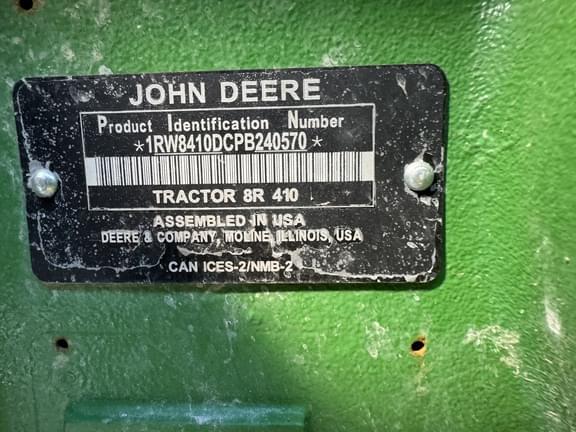 JOHN DEERE
Product Identification Number
*1RW8410DCPB240570*
TRACTOR 8R 410
ASSEMBLED IN USA
DEERE & COMPANY, MOLINE, ILLINOIS, USA
CAN ICES-2/NMB-2